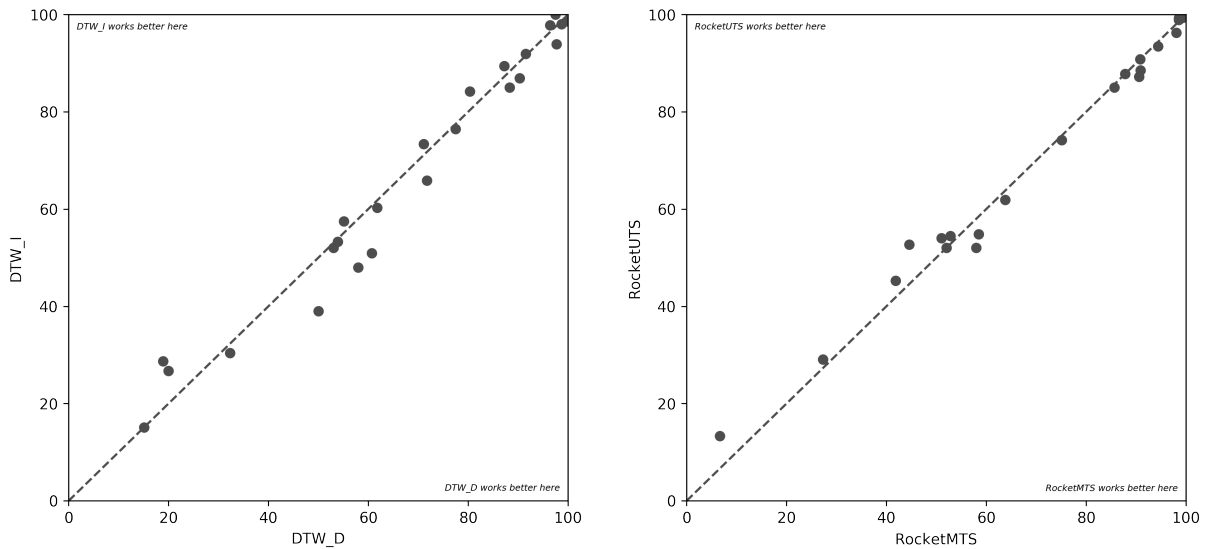 100
80
60
40
20
0
DTW_I
DTW_I works better here
DTW_D works better here
0 20 40 60 80 100
DTW_D
100
80
60
40
20
0
RocketUTS
RocketUTS works better here
RocketMTS works better here
0 20 40 60 80 100
RocketMTS